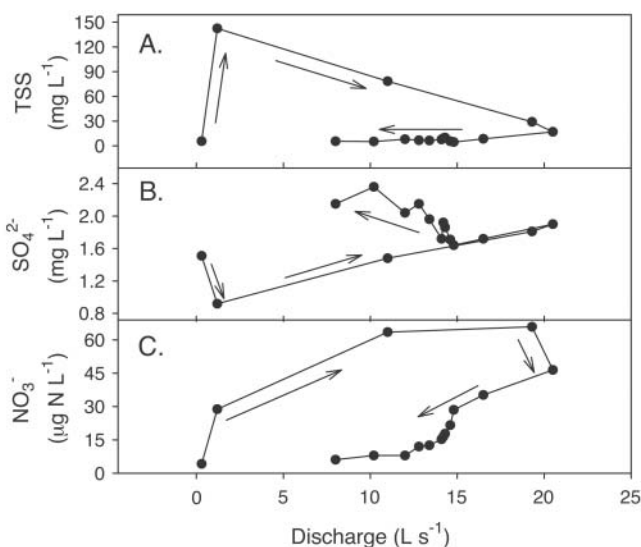 A.
TSS
(mg L⁻¹)
150
120
90
60
30
0
B.
SO₄²⁻
(mg L⁻¹)
2.4
2.0
1.6
1.2
0.8
C.
NO₃⁻
(µg N L⁻¹)
60
45
30
15
0
0 5 10 15 20 25
Discharge (L s⁻¹)